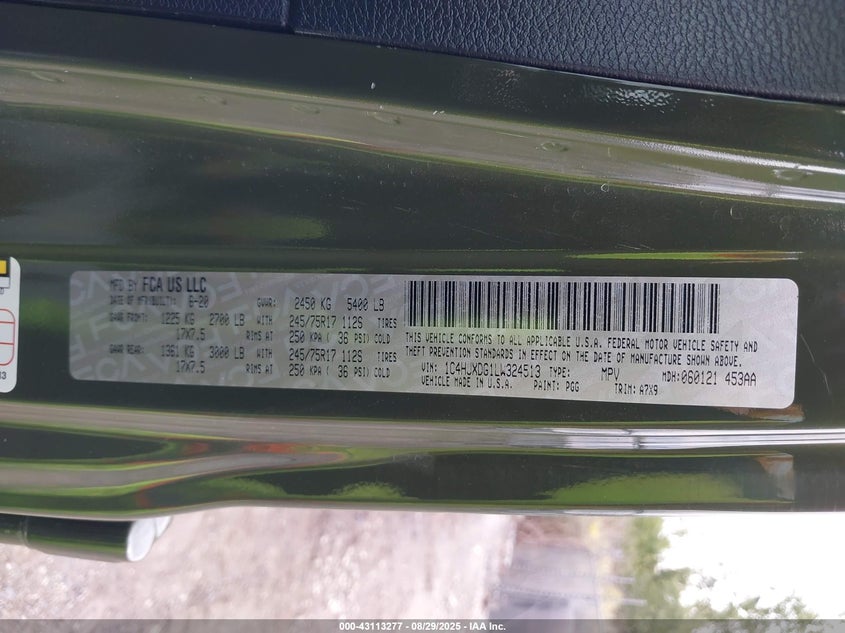 MFD BY FCA US LLC
DATE OF MFR(BUILT): 6-20 GVWR: 2450 KG 5400 LB
GAWR FRONT: 1225 KG 2700 LB WITH 245/75R17 112S TIRES
17X7.5 RIMS AT 250 KPA ( 36 PSI) COLD
GAWR REAR: 1361 KG 3000 LB WITH 245/75R17 112S TIRES
17X7.5 RIMS AT 250 KPA ( 36 PSI) COLD
THIS VEHICLE CONFORMS TO ALL APPLICABLE U.S.A. FEDERAL MOTOR VEHICLE SAFETY AND
THEFT PREVENTION STANDARDS IN EFFECT ON THE DATE OF MANUFACTURE SHOWN ABOVE.
VIN: 1C4HJXDG1LW324513 TYPE: MPV MDH:060121 453AA
VEHICLE MADE IN U.S.A. PAINT: PGG TRIM: A7X9
000-43113277 - 08/29/2025 - IAA Inc.